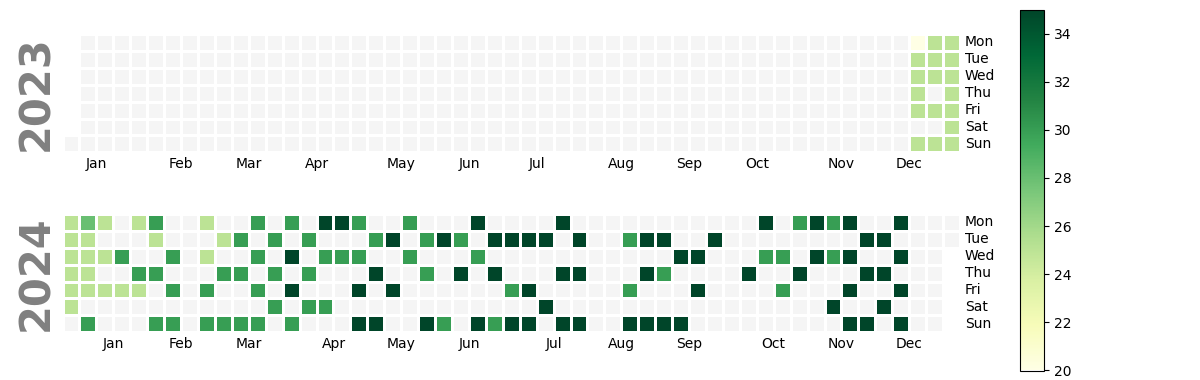 2023
Mon
Tue
Wed
Thu
Fri
Sat
Sun
Jan Feb Mar Apr May Jun Jul Aug Sep Oct Nov Dec
2024
Mon
Tue
Wed
Thu
Fri
Sat
Sun
Jan Feb Mar Apr May Jun Jul Aug Sep Oct Nov Dec
34
32
30
28
26
24
22
20